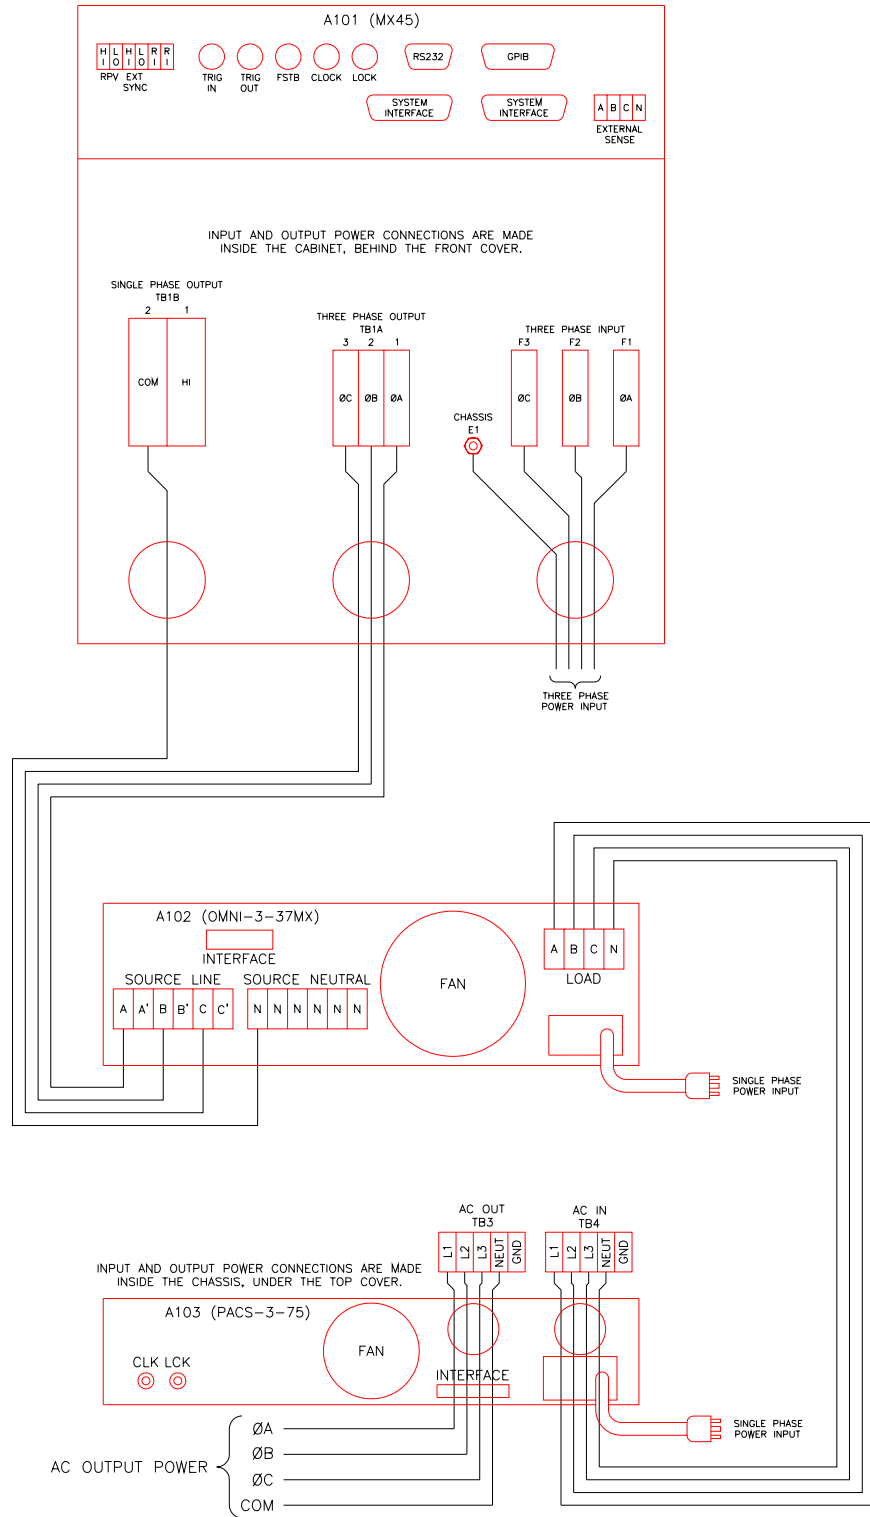 A101 (MX45)
HI LO HI LO RI RI
RPV EXT SYNC
TRIG IN
TRIG OUT
FSTB
CLOCK
LOCK
RS232
GPIB
SYSTEM INTERFACE
SYSTEM INTERFACE
A B C N
EXTERNAL SENSE
INPUT AND OUTPUT POWER CONNECTIONS ARE MADE
INSIDE THE CABINET, BEHIND THE FRONT COVER.
SINGLE PHASE OUTPUT
TB1B
2 1
COM HI
THREE PHASE OUTPUT
TB1A
3 2 1
ØC ØB ØA
CHASSIS
E1
THREE PHASE INPUT
F3 F2 F1
ØC ØB ØA
THREE PHASE
POWER INPUT
A102 (OMNI-3-37MX)
INTERFACE
SOURCE LINE
A A' B B' C C'
SOURCE NEUTRAL
N N N N N N
FAN
A B C N
LOAD
SINGLE PHASE
POWER INPUT
AC OUT
TB3
L1 L2 L3 NEUT GND
AC IN
TB4
L1 L2 L3 NEUT GND
INPUT AND OUTPUT POWER CONNECTIONS ARE MADE
INSIDE THE CHASSIS, UNDER THE TOP COVER.
A103 (PACS-3-75)
CLK LCK
FAN
INTERFACE
SINGLE PHASE
POWER INPUT
AC OUTPUT POWER
ØA
ØB
ØC
COM